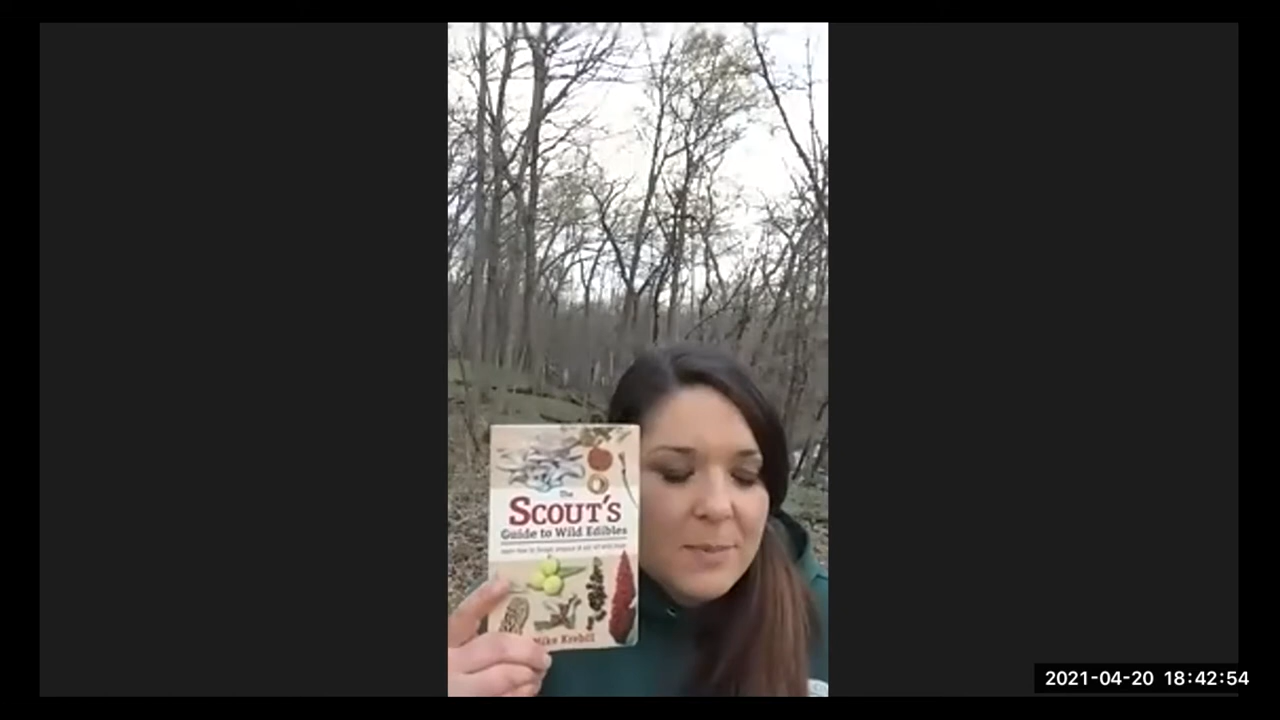 The
SCOUT'S
Guide to Wild Edibles
Mike Krebill
2021-04-20 18:42:54